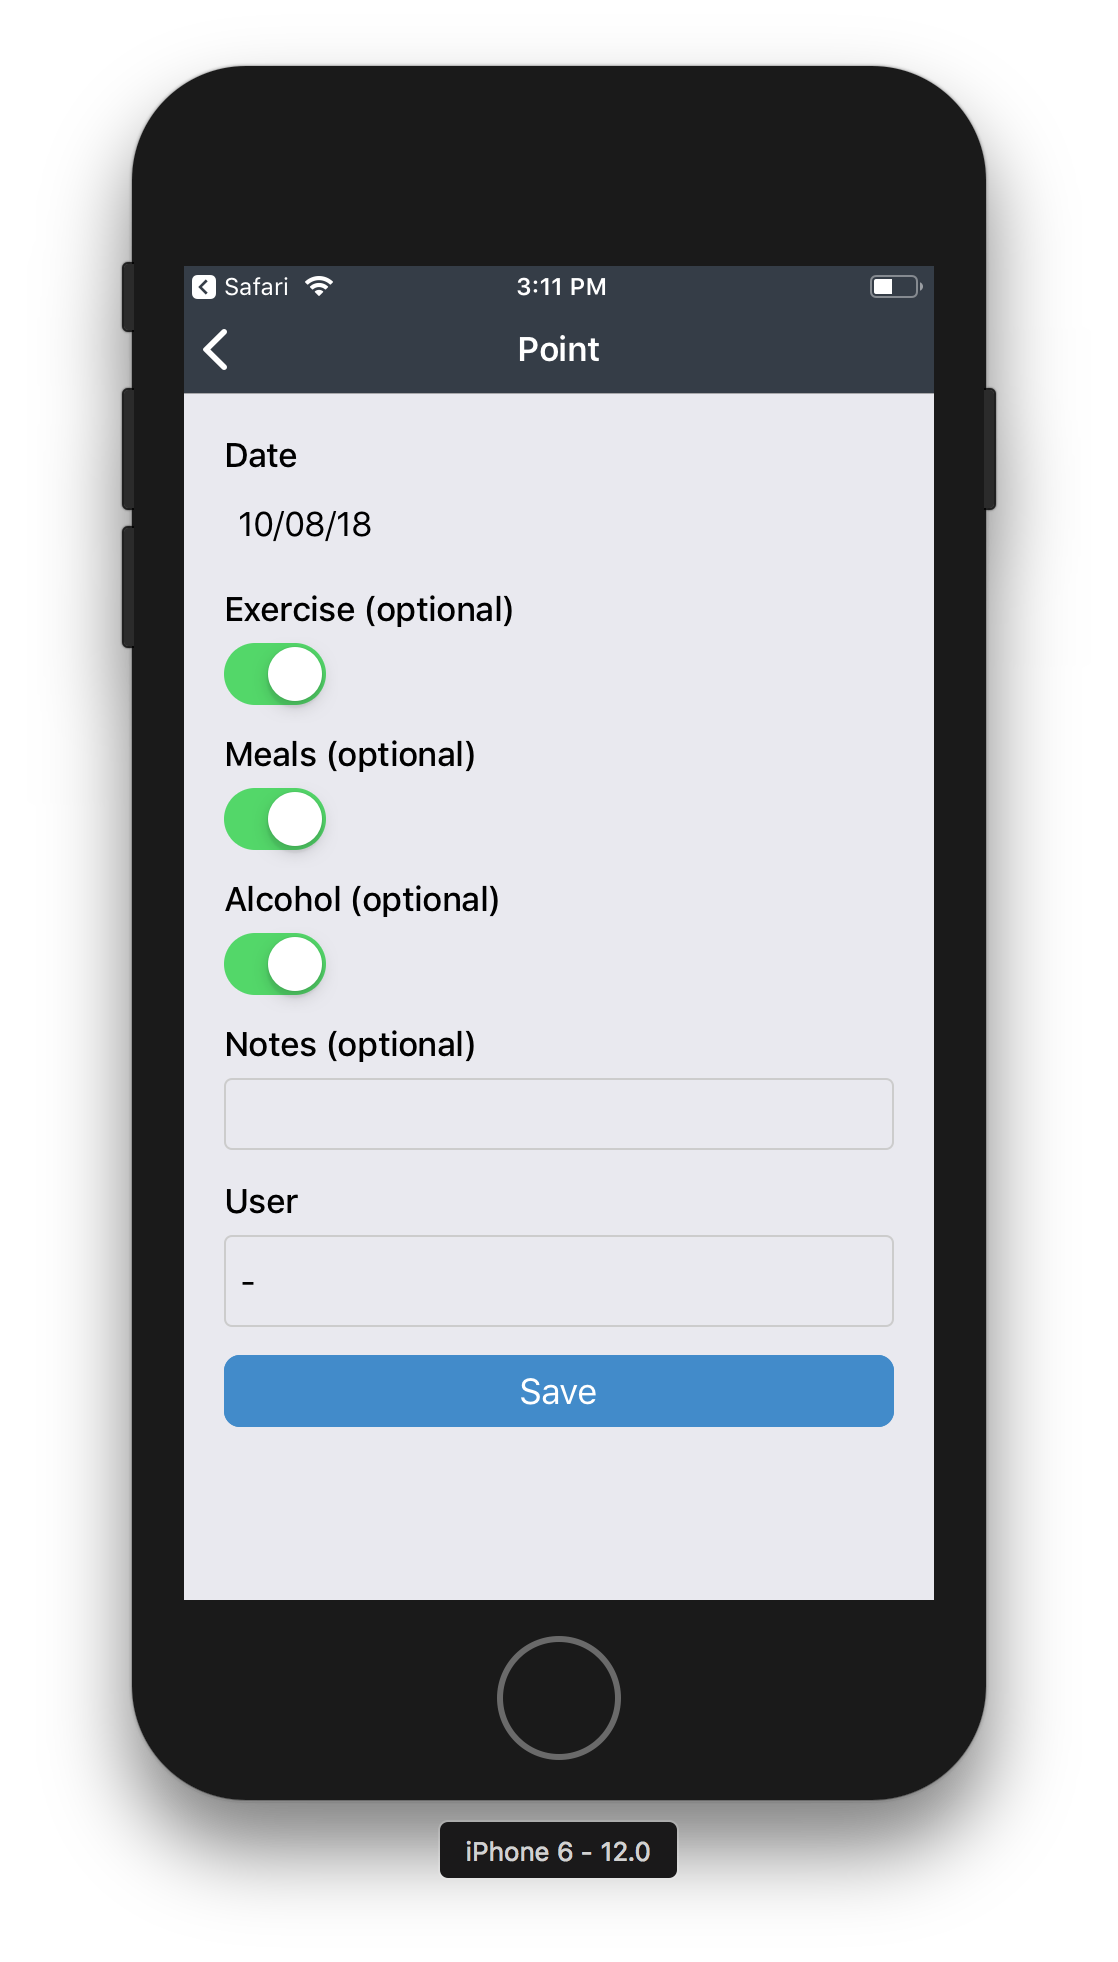 Safari 3:11 PM
Point
Date
10/08/18
Exercise (optional)
Meals (optional)
Alcohol (optional)
Notes (optional)
User
-
Save
iPhone 6 - 12.0